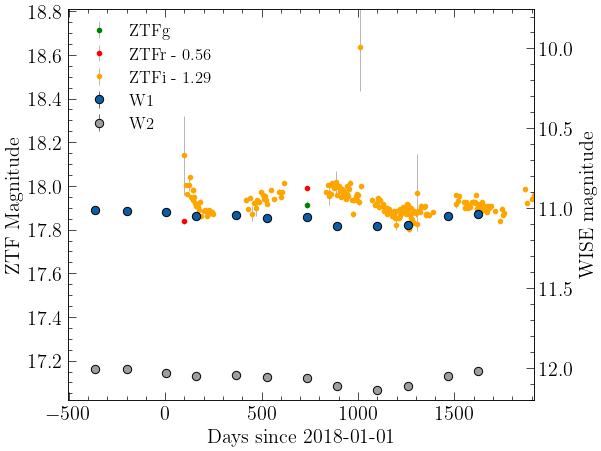 18.8
18.6
18.4
18.2
18.0
17.8
17.6
17.4
17.2
ZTF Magnitude
ZTFg
ZTFr - 0.56
ZTFi - 1.29
W1
W2
10.0
10.5
11.0
11.5
12.0
WISE magnitude
−500
0
500
1000
1500
Days since 2018-01-01